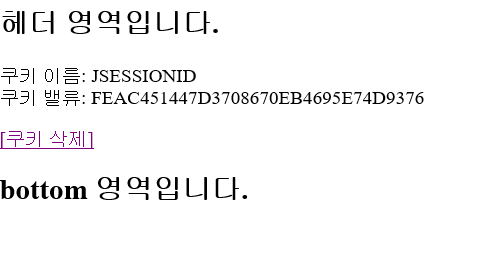 헤더 영역입니다.
쿠키 이름: JSESSIONID
쿠키 밸류: FEAC451447D3708670EB4695E74D9376
[쿠키 삭제]
bottom 영역입니다.